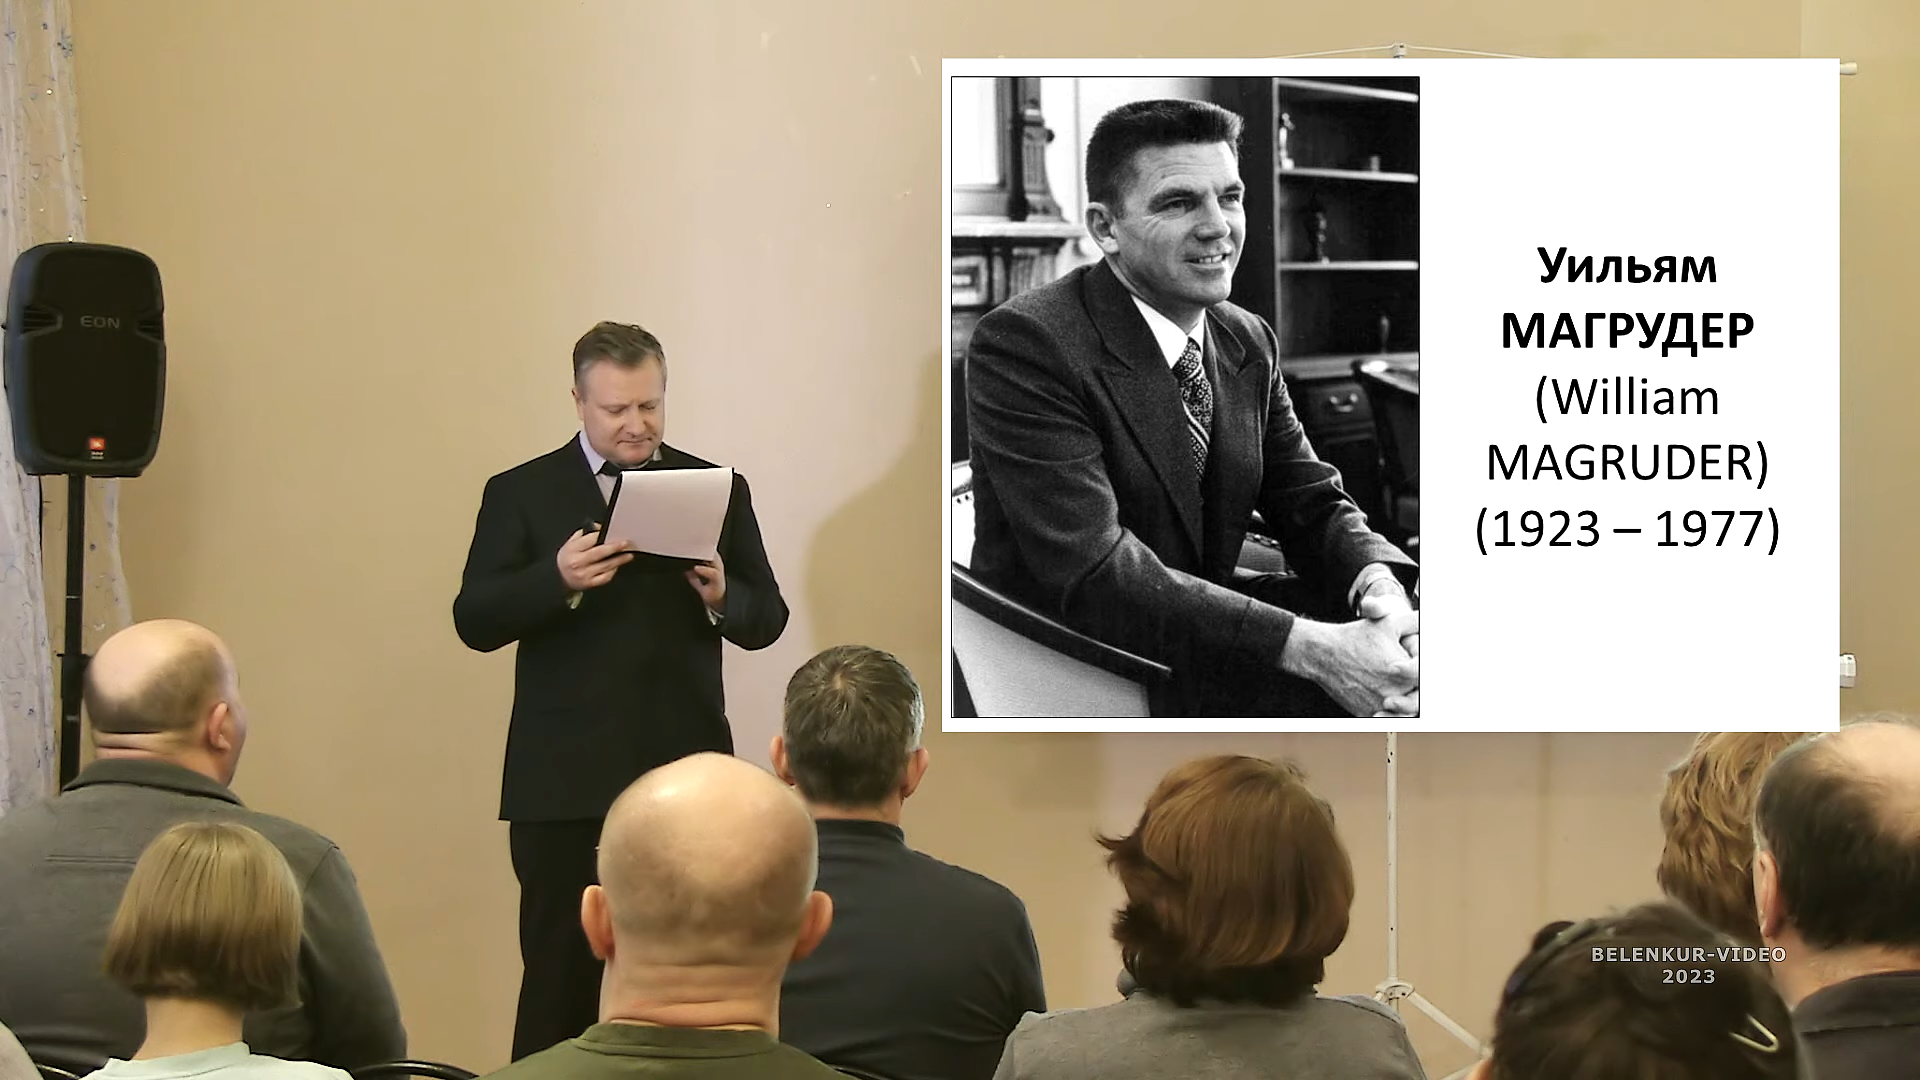 EON
Уильям
МАГРУДЕР
(William
MAGRUDER)
(1923 – 1977)
BELENKUR-VIDEO
2023